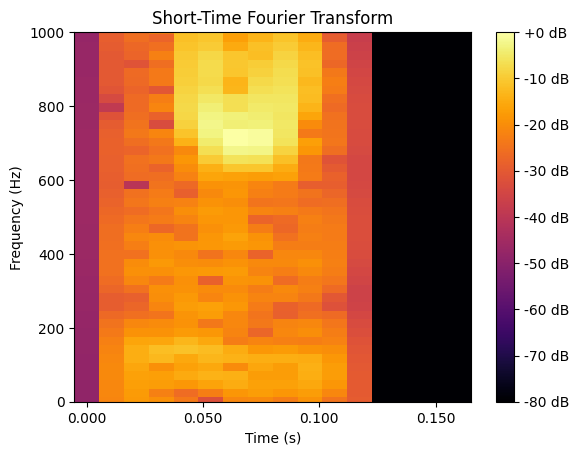 Short-Time Fourier Transform
1000
800
600
400
200
0
Frequency (Hz)
0.000
0.050
0.100
0.150
Time (s)
+0 dB
-10 dB
-20 dB
-30 dB
-40 dB
-50 dB
-60 dB
-70 dB
-80 dB